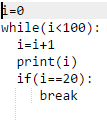 i=0
while(i<100):
    i=i+1
    print(i)
    if(i==20):
        break